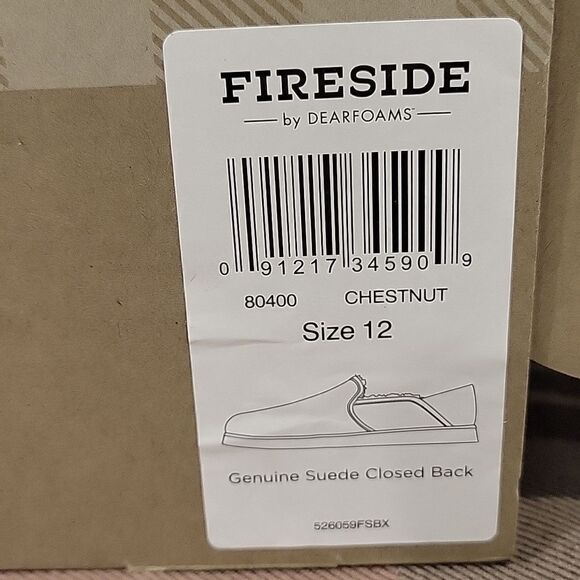 FIRESIDE
by DEARFOAMS™
0 91217 34590 9
80400 CHESTNUT
Size 12
Genuine Suede Closed Back
526059FSBX